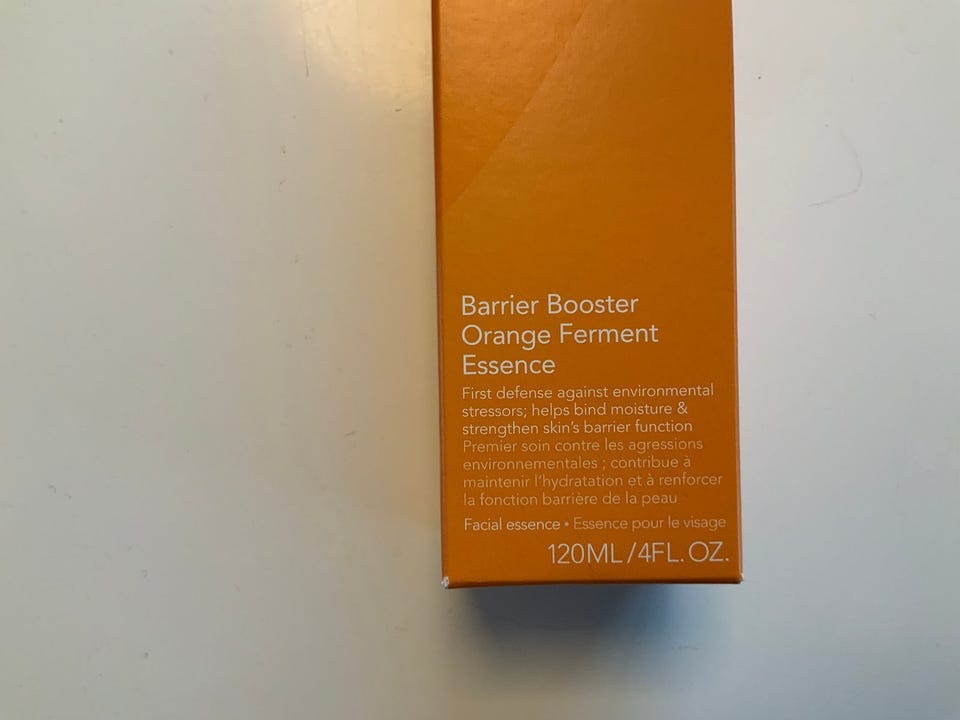 Barrier Booster
Orange Ferment
Essence
First defense against environmental
stressors; helps bind moisture &
strengthen skin's barrier function
Premier soin contre les agressions
environnementales ; contribue à
maintenir l'hydratation et à renforcer
la fonction barrière de la peau
Facial essence • Essence pour le visage
120ML/4FL. OZ.